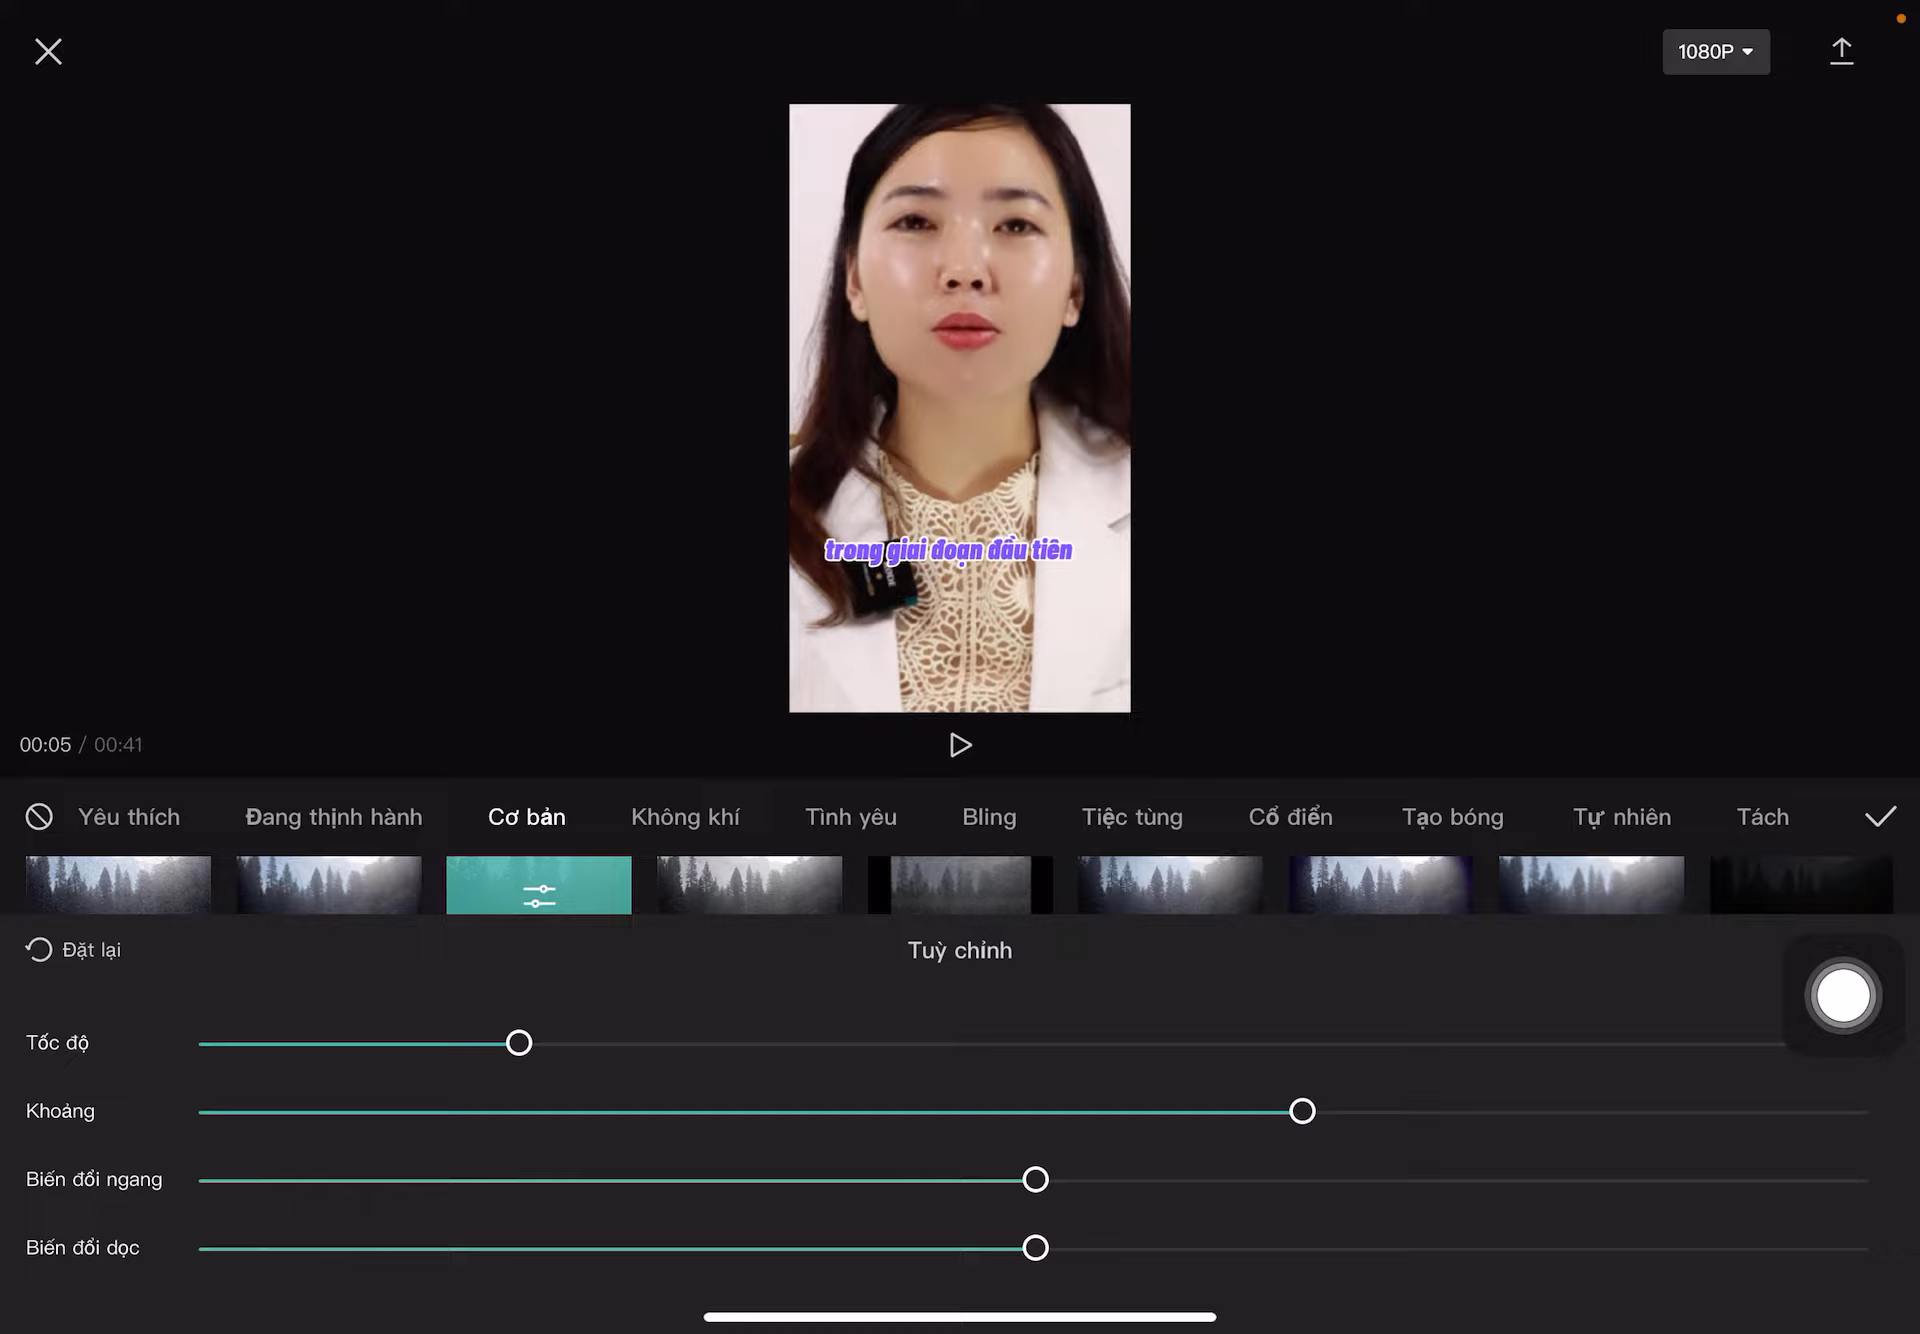 1080P
trong giai đoạn đầu tiên
00:05 / 00:41
Yêu thích Đang thịnh hành Cơ bản Không khí Tình yêu Bling Tiệc tùng Cổ điển Tạo bóng Tự nhiên Tách
Đặt lại
Tuỳ chỉnh
Tốc độ
Khoảng
Biến đổi ngang
Biến đổi dọc